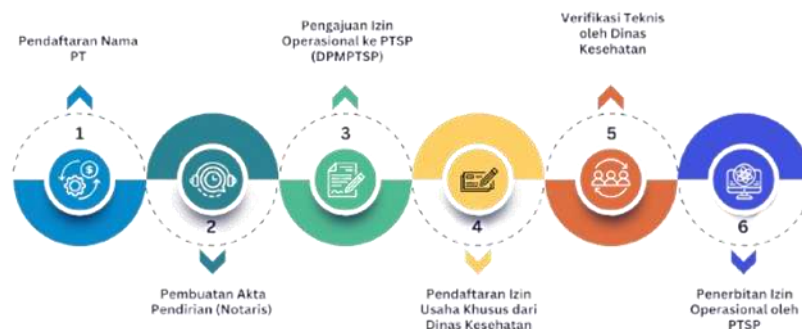 Pendaftaran Nama
PT
1
2
Pembuatan Akta
Pendirian (Notaris)
Pengajuan Izin
Operasional ke PTSP
(DPMPTSP)
3
4
Pendaftaran Izin
Usaha Khusus dari
Dinas Kesehatan
Verifikasi Teknis
oleh Dinas
Kesehatan
5
6
Penerbitan Izin
Operasional oleh
PTSP